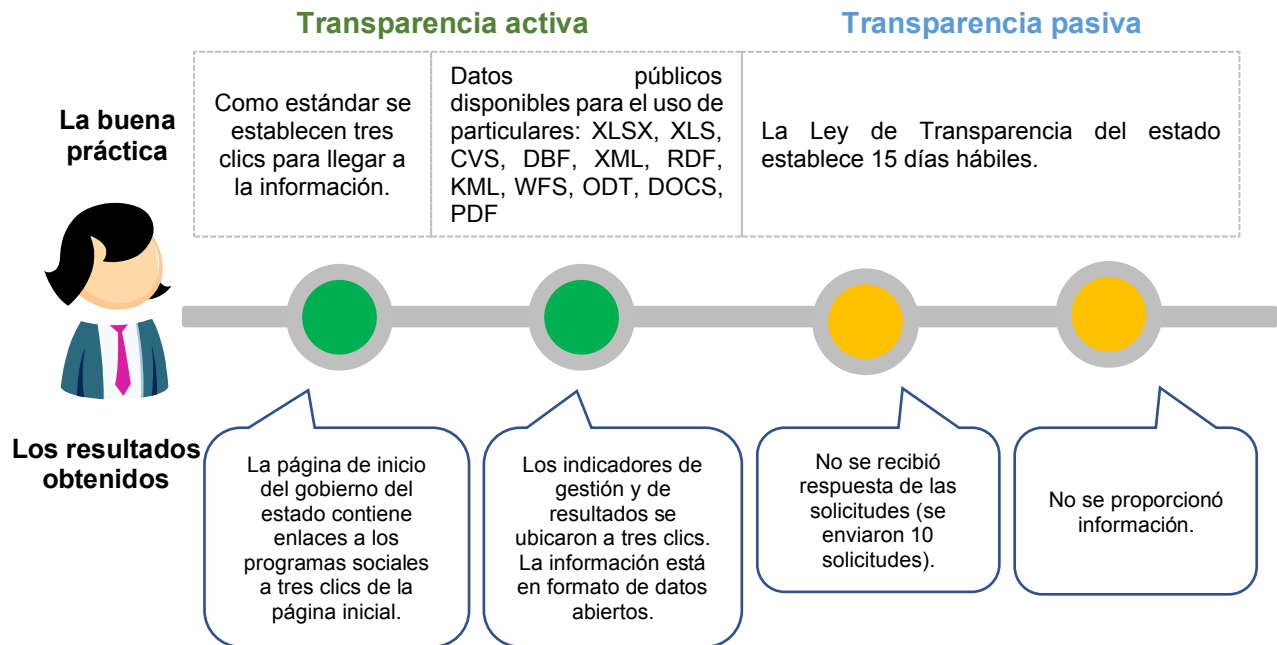 Transparencia activa
Transparencia pasiva
La buena
práctica
Como estándar se
establecen tres
clics para llegar a
la información.
Datos públicos
disponibles para el uso de
particulares: XLSX, XLS,
CVS, DBF, XML, RDF,
KML, WFS, ODT, DOCS,
PDF
La Ley de Transparencia del estado
establece 15 días hábiles.
Los resultados
obtenidos
La página de inicio
del gobierno del
estado contiene
enlaces a los
programas sociales
a tres clics de la
página inicial.
Los indicadores de
gestión y de
resultados se
ubicaron a tres clics.
La información está
en formato de datos
abiertos.
No se recibió
respuesta de las
solicitudes (se
enviaron 10
solicitudes).
No se proporcionó
información.